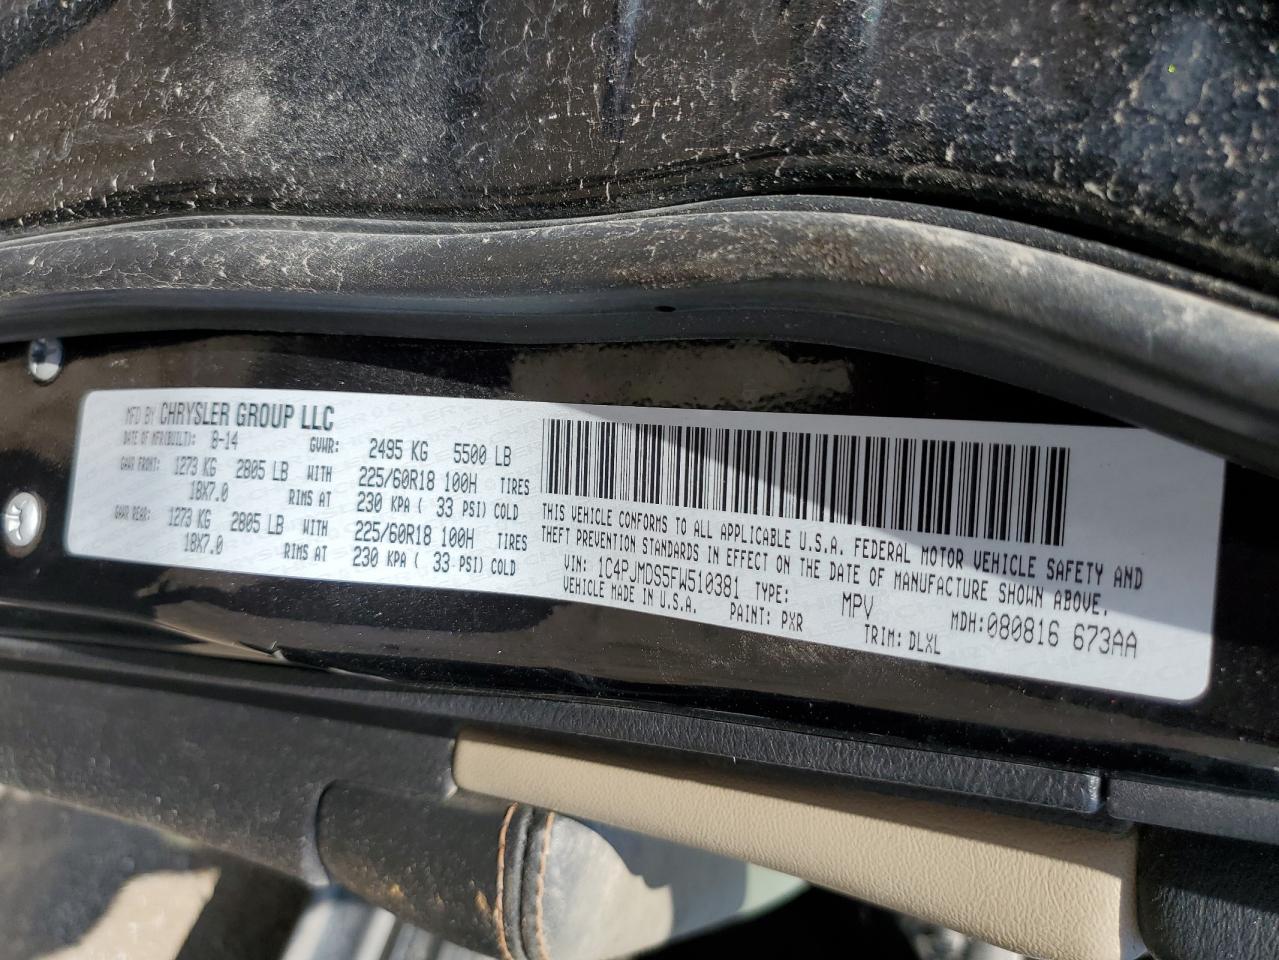 MFD BY CHRYSLER GROUP LLC
DATE OF MFR(BUILT): 8-14 GVWR: 2495 KG 5500 LB
GAWR FRONT: 1273 KG 2805 LB WITH 225/60R18 100H TIRES
18X7.0 RIMS AT 230 KPA ( 33 PSI) COLD
GAWR REAR: 1273 KG 2805 LB WITH 225/60R18 100H TIRES
18X7.0 RIMS AT 230 KPA ( 33 PSI) COLD
THIS VEHICLE CONFORMS TO ALL APPLICABLE U.S.A. FEDERAL MOTOR VEHICLE SAFETY AND
THEFT PREVENTION STANDARDS IN EFFECT ON THE DATE OF MANUFACTURE SHOWN ABOVE.
VIN: 1C4PJMDS5FW510381 TYPE: MPV MDH:080816 673AA
VEHICLE MADE IN U.S.A. PAINT: PXR TRIM: DLXL